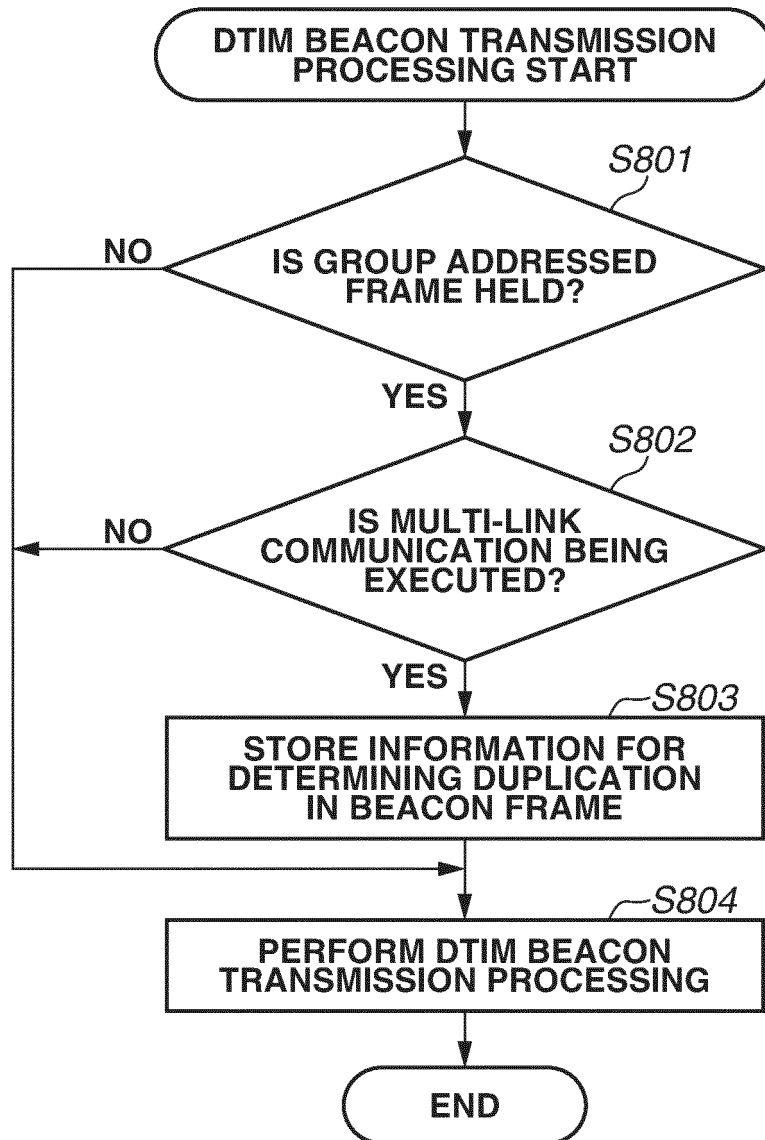 DTIM BEACON TRANSMISSION
PROCESSING START
S801
NO
IS GROUP ADDRESSED
FRAME HELD?
YES
S802
NO
IS MULTI-LINK
COMMUNICATION BEING
EXECUTED?
YES
S803
STORE INFORMATION FOR
DETERMINING DUPLICATION
IN BEACON FRAME
S804
PERFORM DTIM BEACON
TRANSMISSION PROCESSING
END